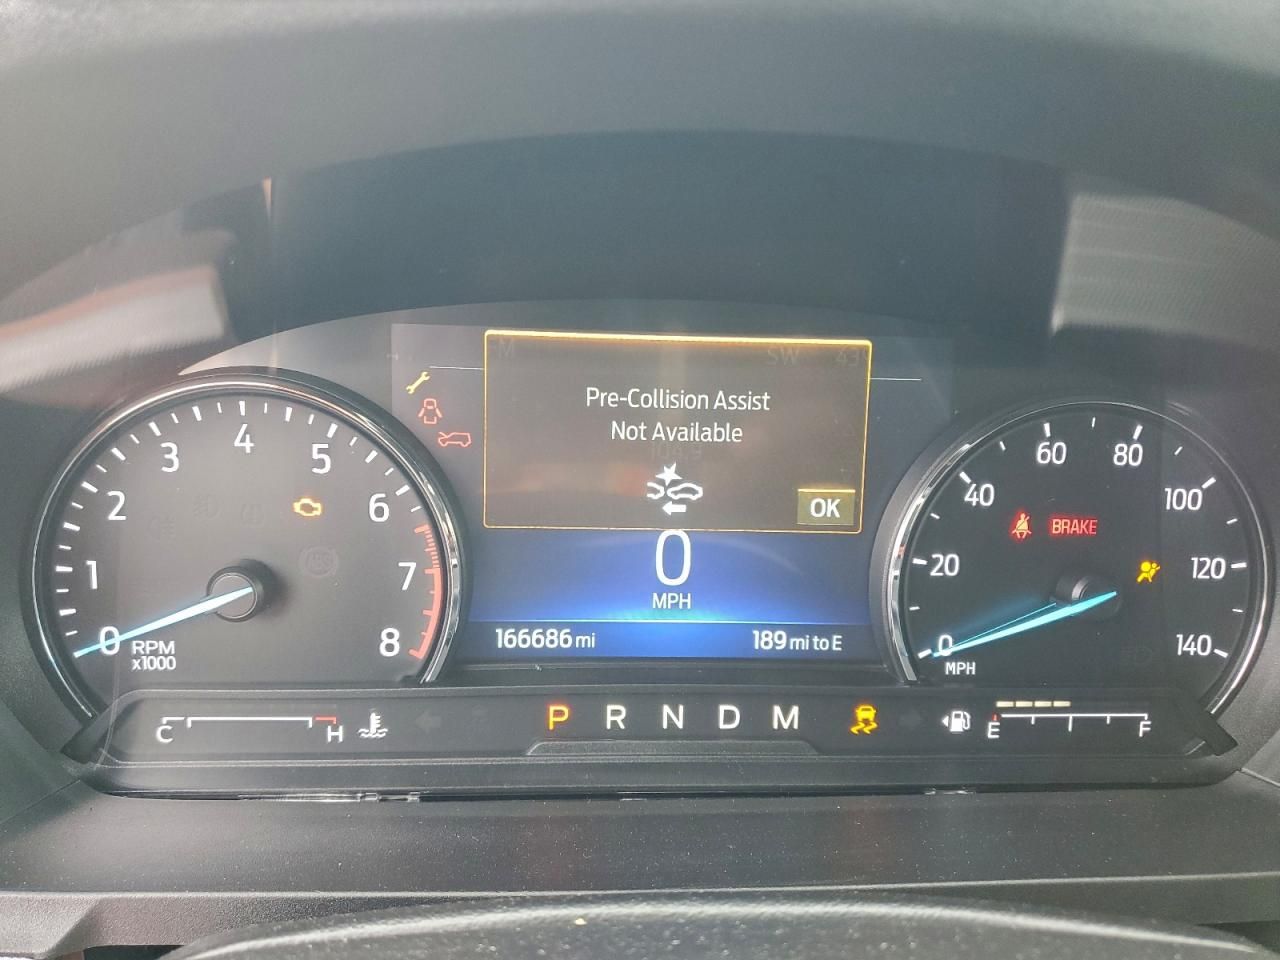 Pre-Collision Assist
Not Available
OK
0
MPH
166686 mi
189 mi to E
0
1
2
3
4
5
6
7
8
RPM
x1000
0
20
40
60
80
100
120
140
MPH
BRAKE
C
H
P R N D M
E
F